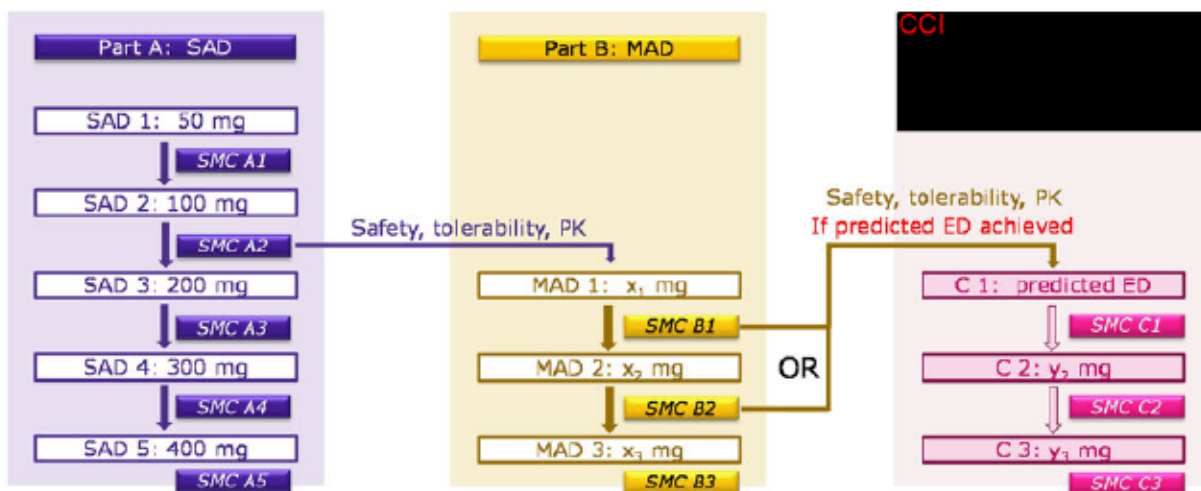 Part A: SAD
SAD 1: 50 mg
SMC A1
SAD 2: 100 mg
SMC A2
SAD 3: 200 mg
SMC A3
SAD 4: 300 mg
SMC A4
SAD 5: 400 mg
SMC A5
Safety, tolerability, PK
Part B: MAD
MAD 1: x₁ mg
SMC B1
MAD 2: x₂ mg
SMC B2
MAD 3: x₃ mg
SMC B3
OR
Safety, tolerability, PK
If predicted ED achieved
CCI
C 1: predicted ED
SMC C1
C 2: y₂ mg
SMC C2
C 3: y₃ mg
SMC C3